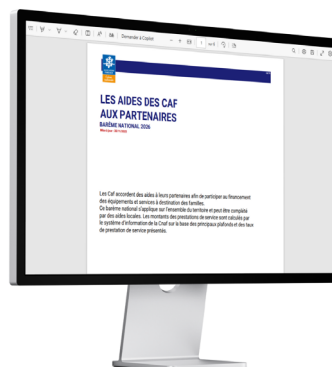 Demander à Copilot
1
LES AIDES DES CAF
AUX PARTENAIRES
BARÈME NATIONAL 2026
Les Caf accordent des aides à leurs partenaires afin de participer au financement
des équipements et services à destination des familles.
Ce barème national s'applique sur l'ensemble du territoire et peut être complété
par des aides locales. Les montants des prestations de service sont calculés par
le système d'information de la Cnaf sur la base des principaux plafonds et des taux
de prestation de service présentés.